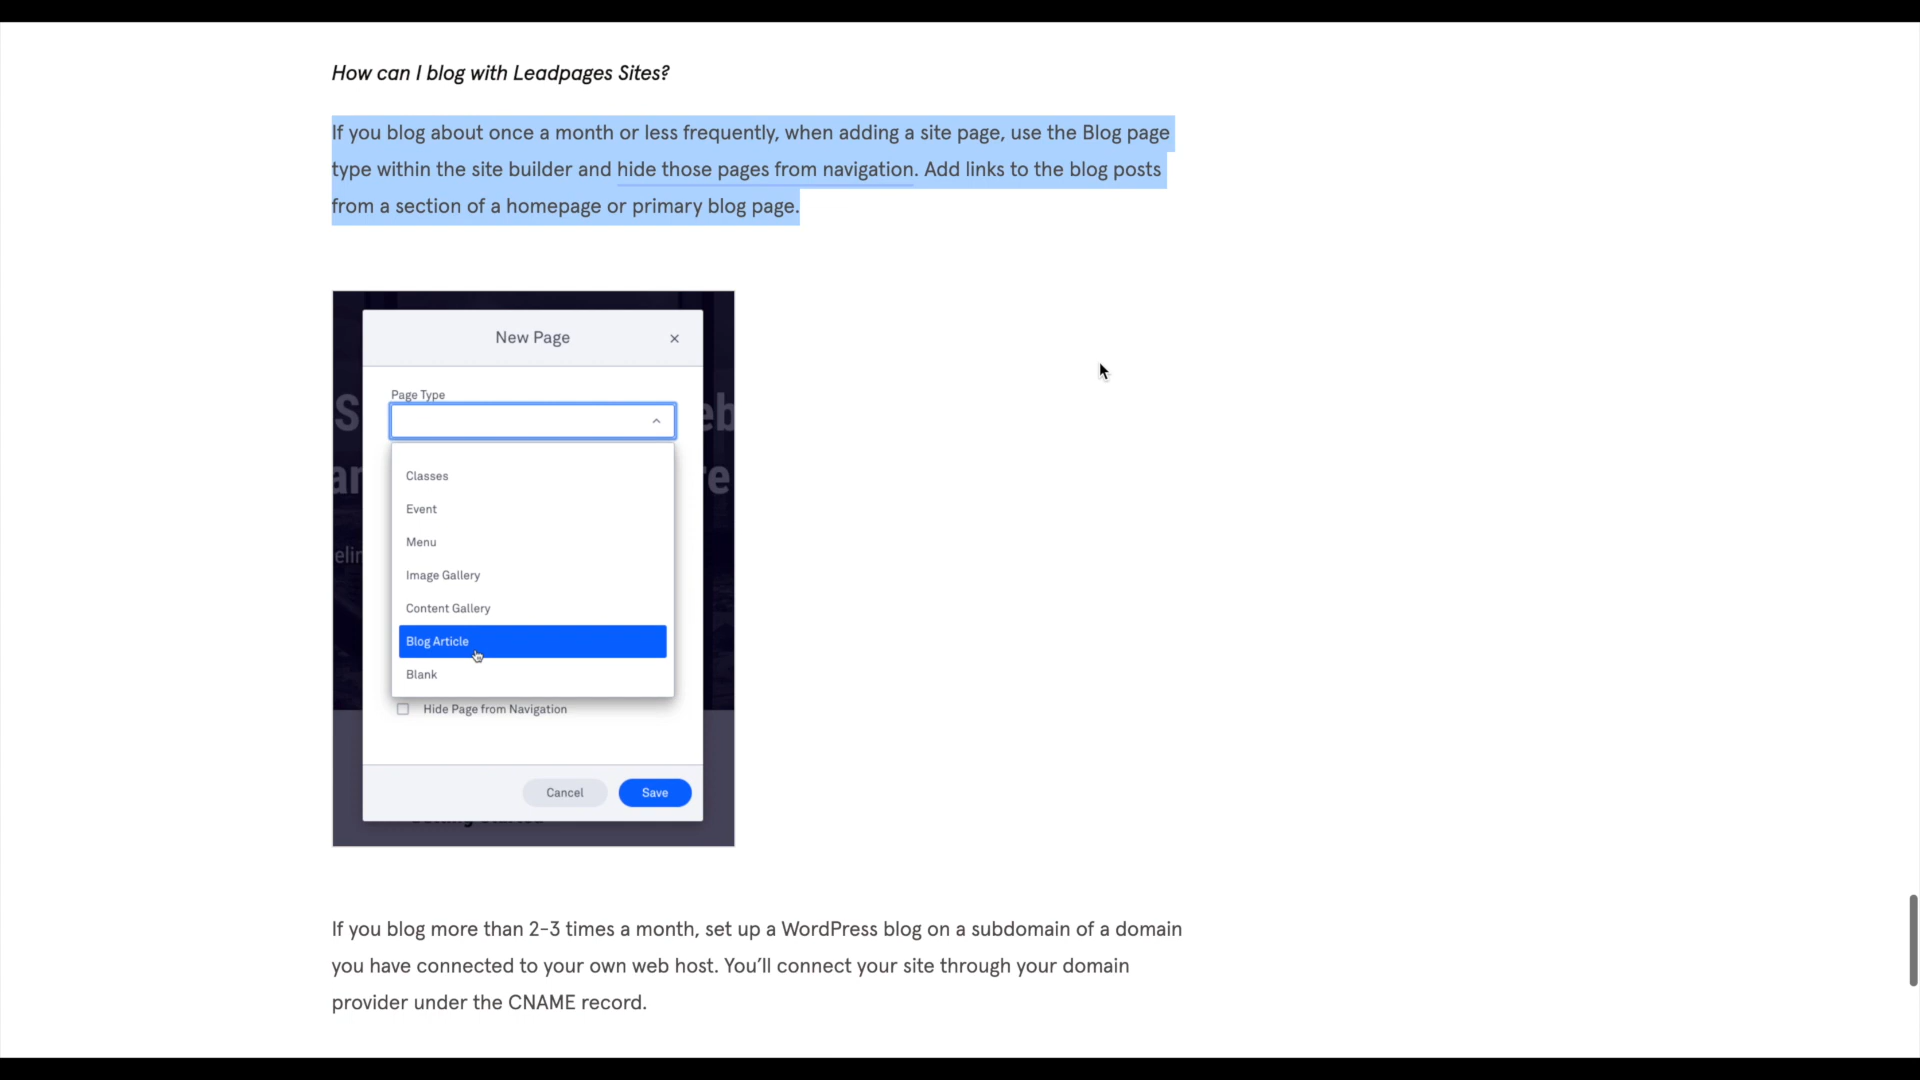 How can I blog with Leadpages Sites?
If you blog about once a month or less frequently, when adding a site page, use the Blog page
type within the site builder and hide those pages from navigation. Add links to the blog posts
from a section of a homepage or primary blog page.
New Page
Page Type
Classes
Event
Menu
Image Gallery
Content Gallery
Blog Article
Blank
Hide Page from Navigation
Cancel Save
If you blog more than 2-3 times a month, set up a WordPress blog on a subdomain of a domain
you have connected to your own web host. You’ll connect your site through your domain
provider under the CNAME record.